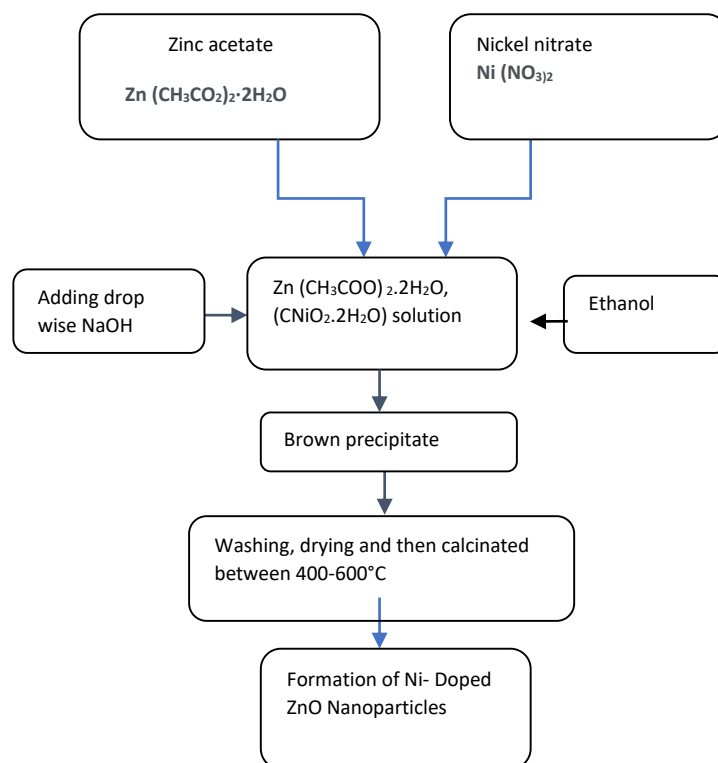 Zinc acetate
Zn (CH₃CO₂)₂·2H₂O
Nickel nitrate
Ni (NO₃)₂
Adding drop
wise NaOH
Zn (CH₃COO) ₂.2H₂O,
(CNiO₂.2H₂O) solution
Ethanol
Brown precipitate
Washing, drying and then calcinated
between 400-600°C
Formation of Ni- Doped
ZnO Nanoparticles